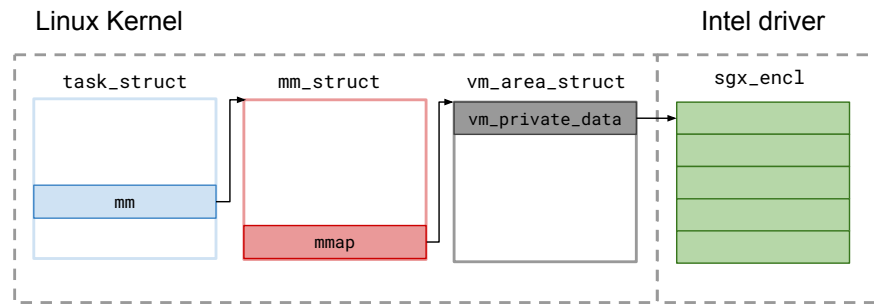 Linux Kernel
Intel driver
task_struct
mm_struct
vm_area_struct
sgx_encl
vm_private_data
mm
mmap